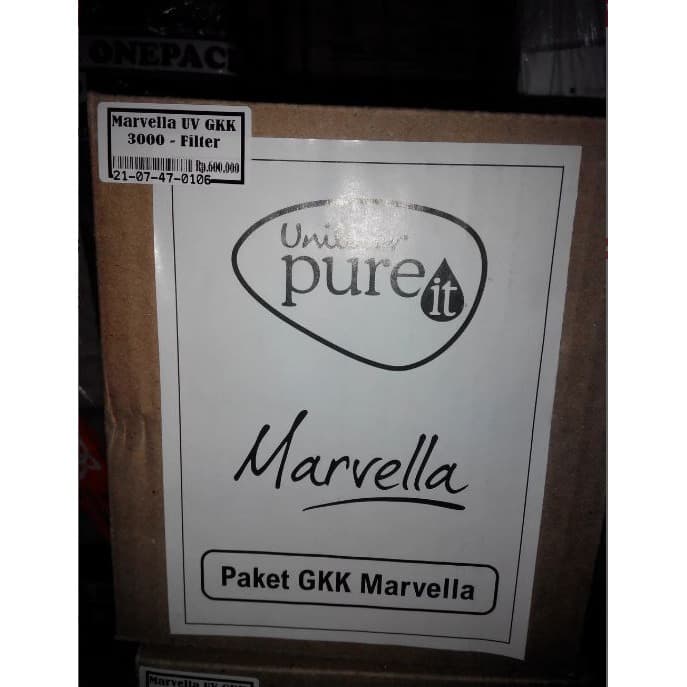 ONEPAC
Marvella UV GKK
3000 - Filter
Rp.600,000
21-07-47-0106
Unilever
pure it
Marvella
Paket GKK Marvella
Marvella UV GKK